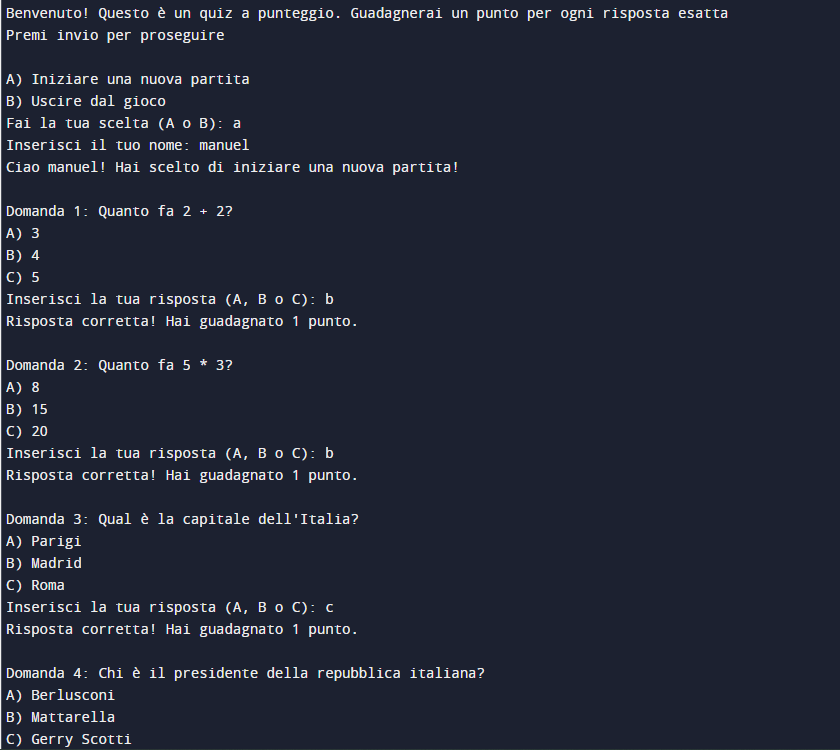 Benvenuto! Questo è un quiz a punteggio. Guadagnerai un punto per ogni risposta esatta
Premi invio per proseguire
A) Iniziare una nuova partita
B) Uscire dal gioco
Fai la tua scelta (A o B): a
Inserisci il tuo nome: manuel
Ciao manuel! Hai scelto di iniziare una nuova partita!
Domanda 1: Quanto fa 2 + 2?
A) 3
B) 4
C) 5
Inserisci la tua risposta (A, B o C): b
Risposta corretta! Hai guadagnato 1 punto.
Domanda 2: Quanto fa 5 * 3?
A) 8
B) 15
C) 20
Inserisci la tua risposta (A, B o C): b
Risposta corretta! Hai guadagnato 1 punto.
Domanda 3: Qual è la capitale dell'Italia?
A) Parigi
B) Madrid
C) Roma
Inserisci la tua risposta (A, B o C): c
Risposta corretta! Hai guadagnato 1 punto.
Domanda 4: Chi è il presidente della repubblica italiana?
A) Berlusconi
B) Mattarella
C) Gerry Scotti